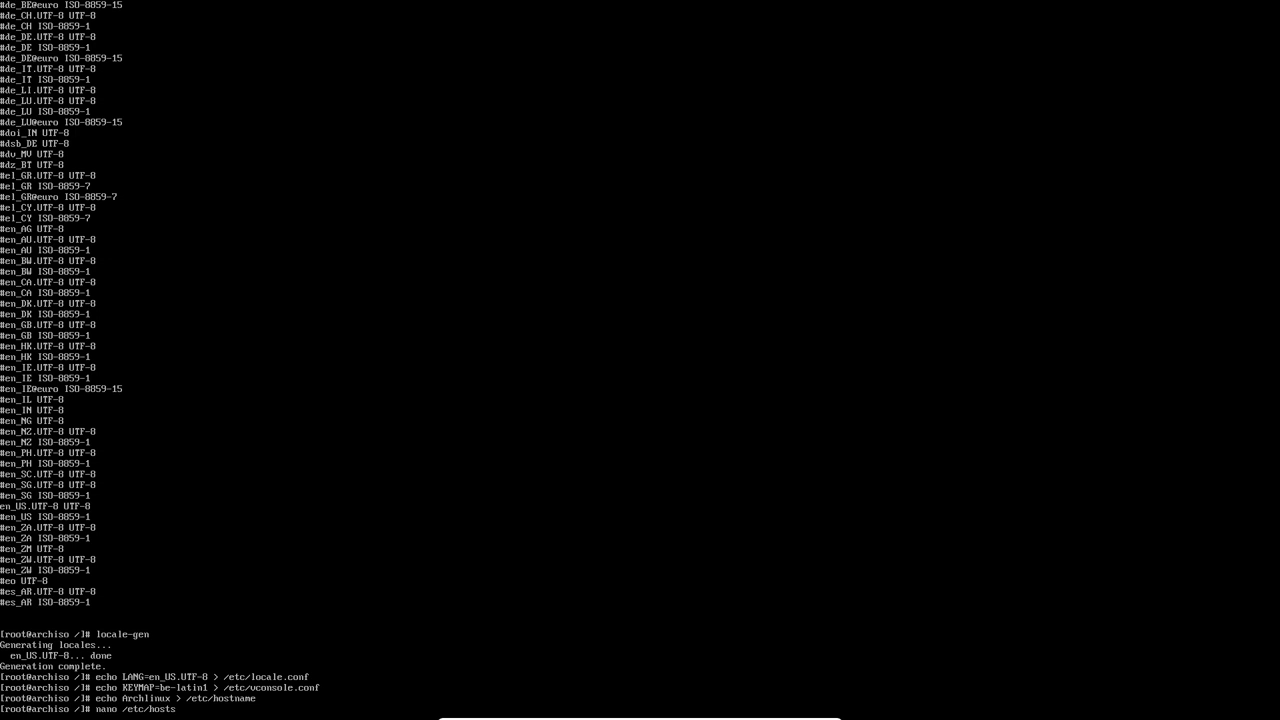 #de_BE@euro ISO-8859-15
#de_CH.UTF-8 UTF-8
#de_CH ISO-8859-1
#de_DE.UTF-8 UTF-8
#de_DE ISO-8859-1
#de_DE@euro ISO-8859-15
#de_IT.UTF-8 UTF-8
#de_IT ISO-8859-1
#de_LI.UTF-8 UTF-8
#de_LU.UTF-8 UTF-8
#de_LU ISO-8859-1
#de_LU@euro ISO-8859-15
#doi_IN UTF-8
#dsb_DE UTF-8
#dv_MV UTF-8
#dz_BT UTF-8
#el_GR.UTF-8 UTF-8
#el_GR ISO-8859-7
#el_GR@euro ISO-8859-7
#el_CY.UTF-8 UTF-8
#el_CY ISO-8859-7
#en_AG UTF-8
#en_AU.UTF-8 UTF-8
#en_AU ISO-8859-1
#en_BW.UTF-8 UTF-8
#en_BW ISO-8859-1
#en_CA.UTF-8 UTF-8
#en_CA ISO-8859-1
#en_DK.UTF-8 UTF-8
#en_DK ISO-8859-1
#en_GB.UTF-8 UTF-8
#en_GB ISO-8859-1
#en_HK.UTF-8 UTF-8
#en_HK ISO-8859-1
#en_IE.UTF-8 UTF-8
#en_IE ISO-8859-1
#en_IE@euro ISO-8859-15
#en_IL UTF-8
#en_IN UTF-8
#en_NG UTF-8
#en_NZ.UTF-8 UTF-8
#en_NZ ISO-8859-1
#en_PH.UTF-8 UTF-8
#en_PH ISO-8859-1
#en_SC.UTF-8 UTF-8
#en_SG.UTF-8 UTF-8
#en_SG ISO-8859-1
en_US.UTF-8 UTF-8
#en_US ISO-8859-1
#en_ZA.UTF-8 UTF-8
#en_ZA ISO-8859-1
#en_ZM UTF-8
#en_ZW.UTF-8 UTF-8
#en_ZW ISO-8859-1
#eo UTF-8
#es_AR.UTF-8 UTF-8
#es_AR ISO-8859-1
[root@archiso /]# locale-gen
Generating locales...
en_US.UTF-8... done
Generation complete.
[root@archiso /]# echo LANG=en_US.UTF-8 > /etc/locale.conf
[root@archiso /]# echo KEYMAP=be-latin1 > /etc/vconsole.conf
[root@archiso /]# echo Archlinux > /etc/hostname
[root@archiso /]# nano /etc/hosts